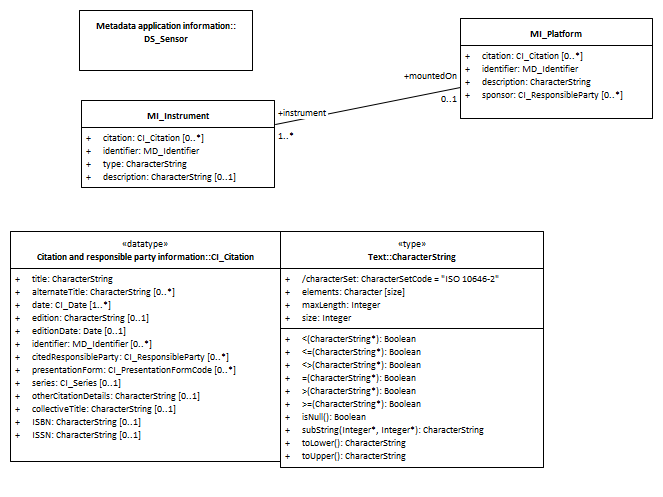 Metadata application information::
DS_Sensor
MI_Platform
+ citation: CI_Citation [0..*]
+ identifier: MD_Identifier
+ description: CharacterString
+ sponsor: CI_ResponsibleParty [0..*]
+mountedOn
0..1
+instrument
1..*
MI_Instrument
+ citation: CI_Citation [0..*]
+ identifier: MD_Identifier
+ type: CharacterString
+ description: CharacterString [0..1]
«datatype»
Citation and responsible party information::CI_Citation
+ title: CharacterString
+ alternateTitle: CharacterString [0..*]
+ date: CI_Date [1..*]
+ edition: CharacterString [0..1]
+ editionDate: Date [0..1]
+ identifier: MD_Identifier [0..*]
+ citedResponsibleParty: CI_ResponsibleParty [0..*]
+ presentationForm: CI_PresentationFormCode [0..*]
+ series: CI_Series [0..1]
+ otherCitationDetails: CharacterString [0..1]
+ collectiveTitle: CharacterString [0..1]
+ ISBN: CharacterString [0..1]
+ ISSN: CharacterString [0..1]
«type»
Text::CharacterString
+ /characterSet: CharacterSetCode = "ISO 10646-2"
+ elements: Character [size]
+ maxLength: Integer
+ size: Integer
+ <(CharacterString*): Boolean
+ <=(CharacterString*): Boolean
+ <>(CharacterString*): Boolean
+ =(CharacterString*): Boolean
+ >(CharacterString*): Boolean
+ >=(CharacterString*): Boolean
+ isNull(): Boolean
+ subString(Integer*, Integer*): CharacterString
+ toLower(): CharacterString
+ toUpper(): CharacterString